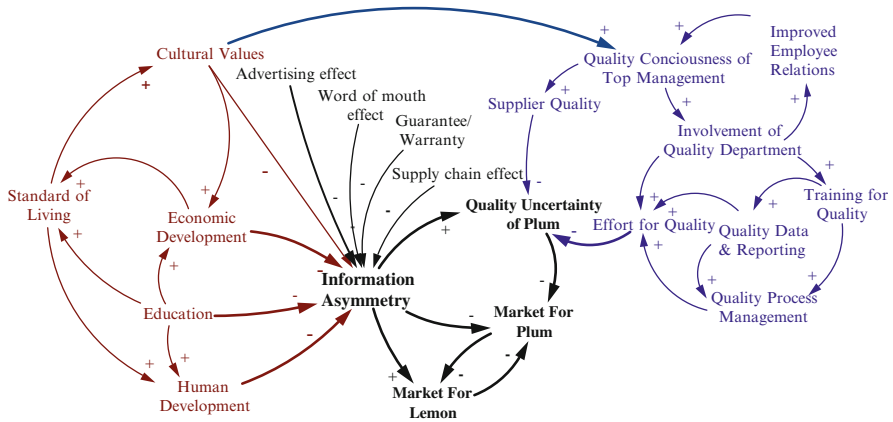 Cultural Values
+
Advertising effect
Word of mouth
effect
Guarantee/
Warranty
Supply chain effect
+
Quality Conciousness of
Top Management
+
Improved
Employee
Relations
+
Supplier Quality
+
+
Involvement of
Quality Department
+
Training for
Quality
Standard of
Living
+
+
Economic
Development
+
-
-
-
-
-
Quality Uncertainty
of Plum
+
-
Effort for Quality
-
+
+
+
Quality Data
& Reporting
+
+
+
Quality Process
Management
Education
+
+
-
-
-
Information
Asymmetry
-
-
Market For
Plum
-
-
+
Human
Development
+
Market For
Lemon